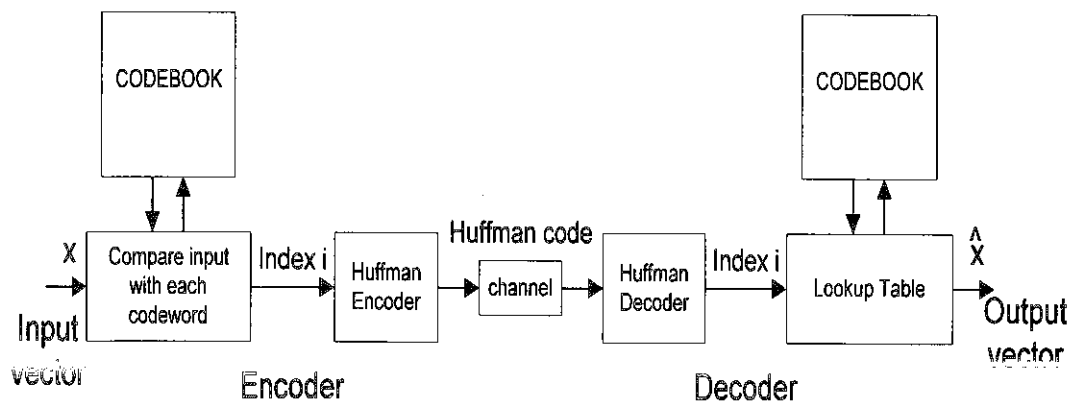 CODEBOOK
CODEBOOK
Huffman code
X
Compare input
with each
codeword
Index i
Huffman
Encoder
channel
Huffman
Decoder
Index i
Lookup Table
^
X
Input
vector
Output
vector
Encoder
Decoder